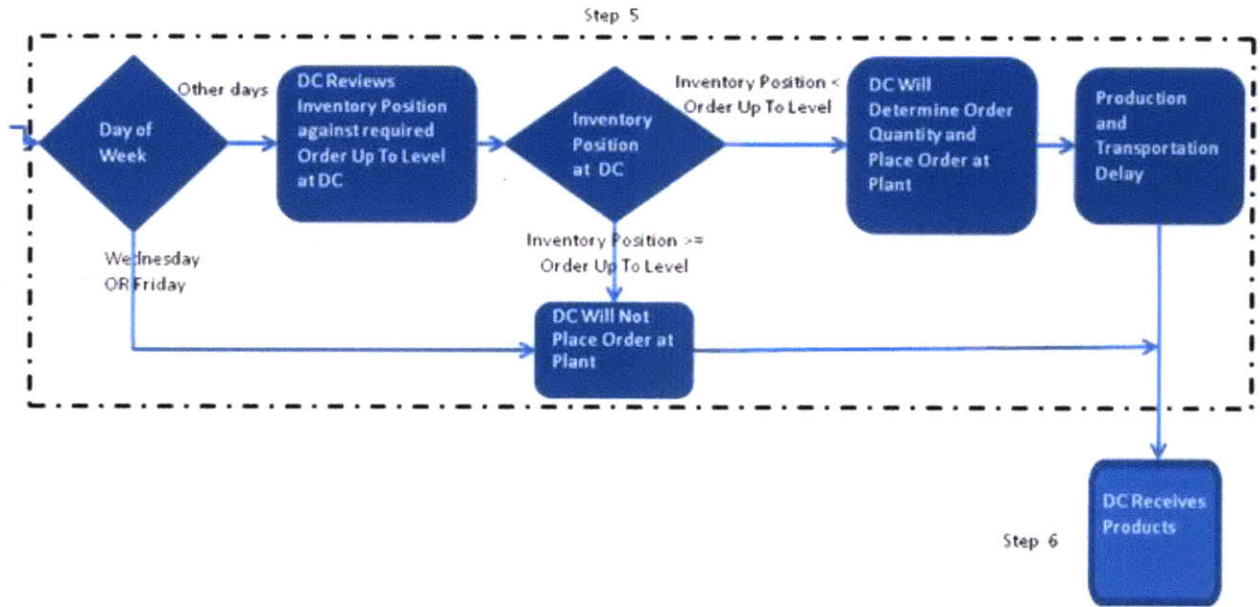 Step 5
Day of
Week
Other days
DC Reviews
Inventory Position
against required
Order Up To Level
at DC
Inventory
Position
at DC
Inventory Position <
Order Up To Level
DC Will
Determine Order
Quantity and
Place Order at
Plant
Production
and
Transportation
Delay
Wednesday
OR Friday
Inventory Position >=
Order Up To Level
DC Will Not
Place Order at
Plant
DC Receives
Products
Step 6